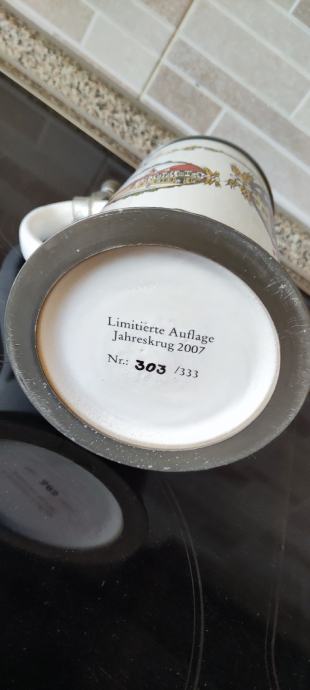 Limitierte Auflage
Jahreskrug 2007
Nr.: 303 /333